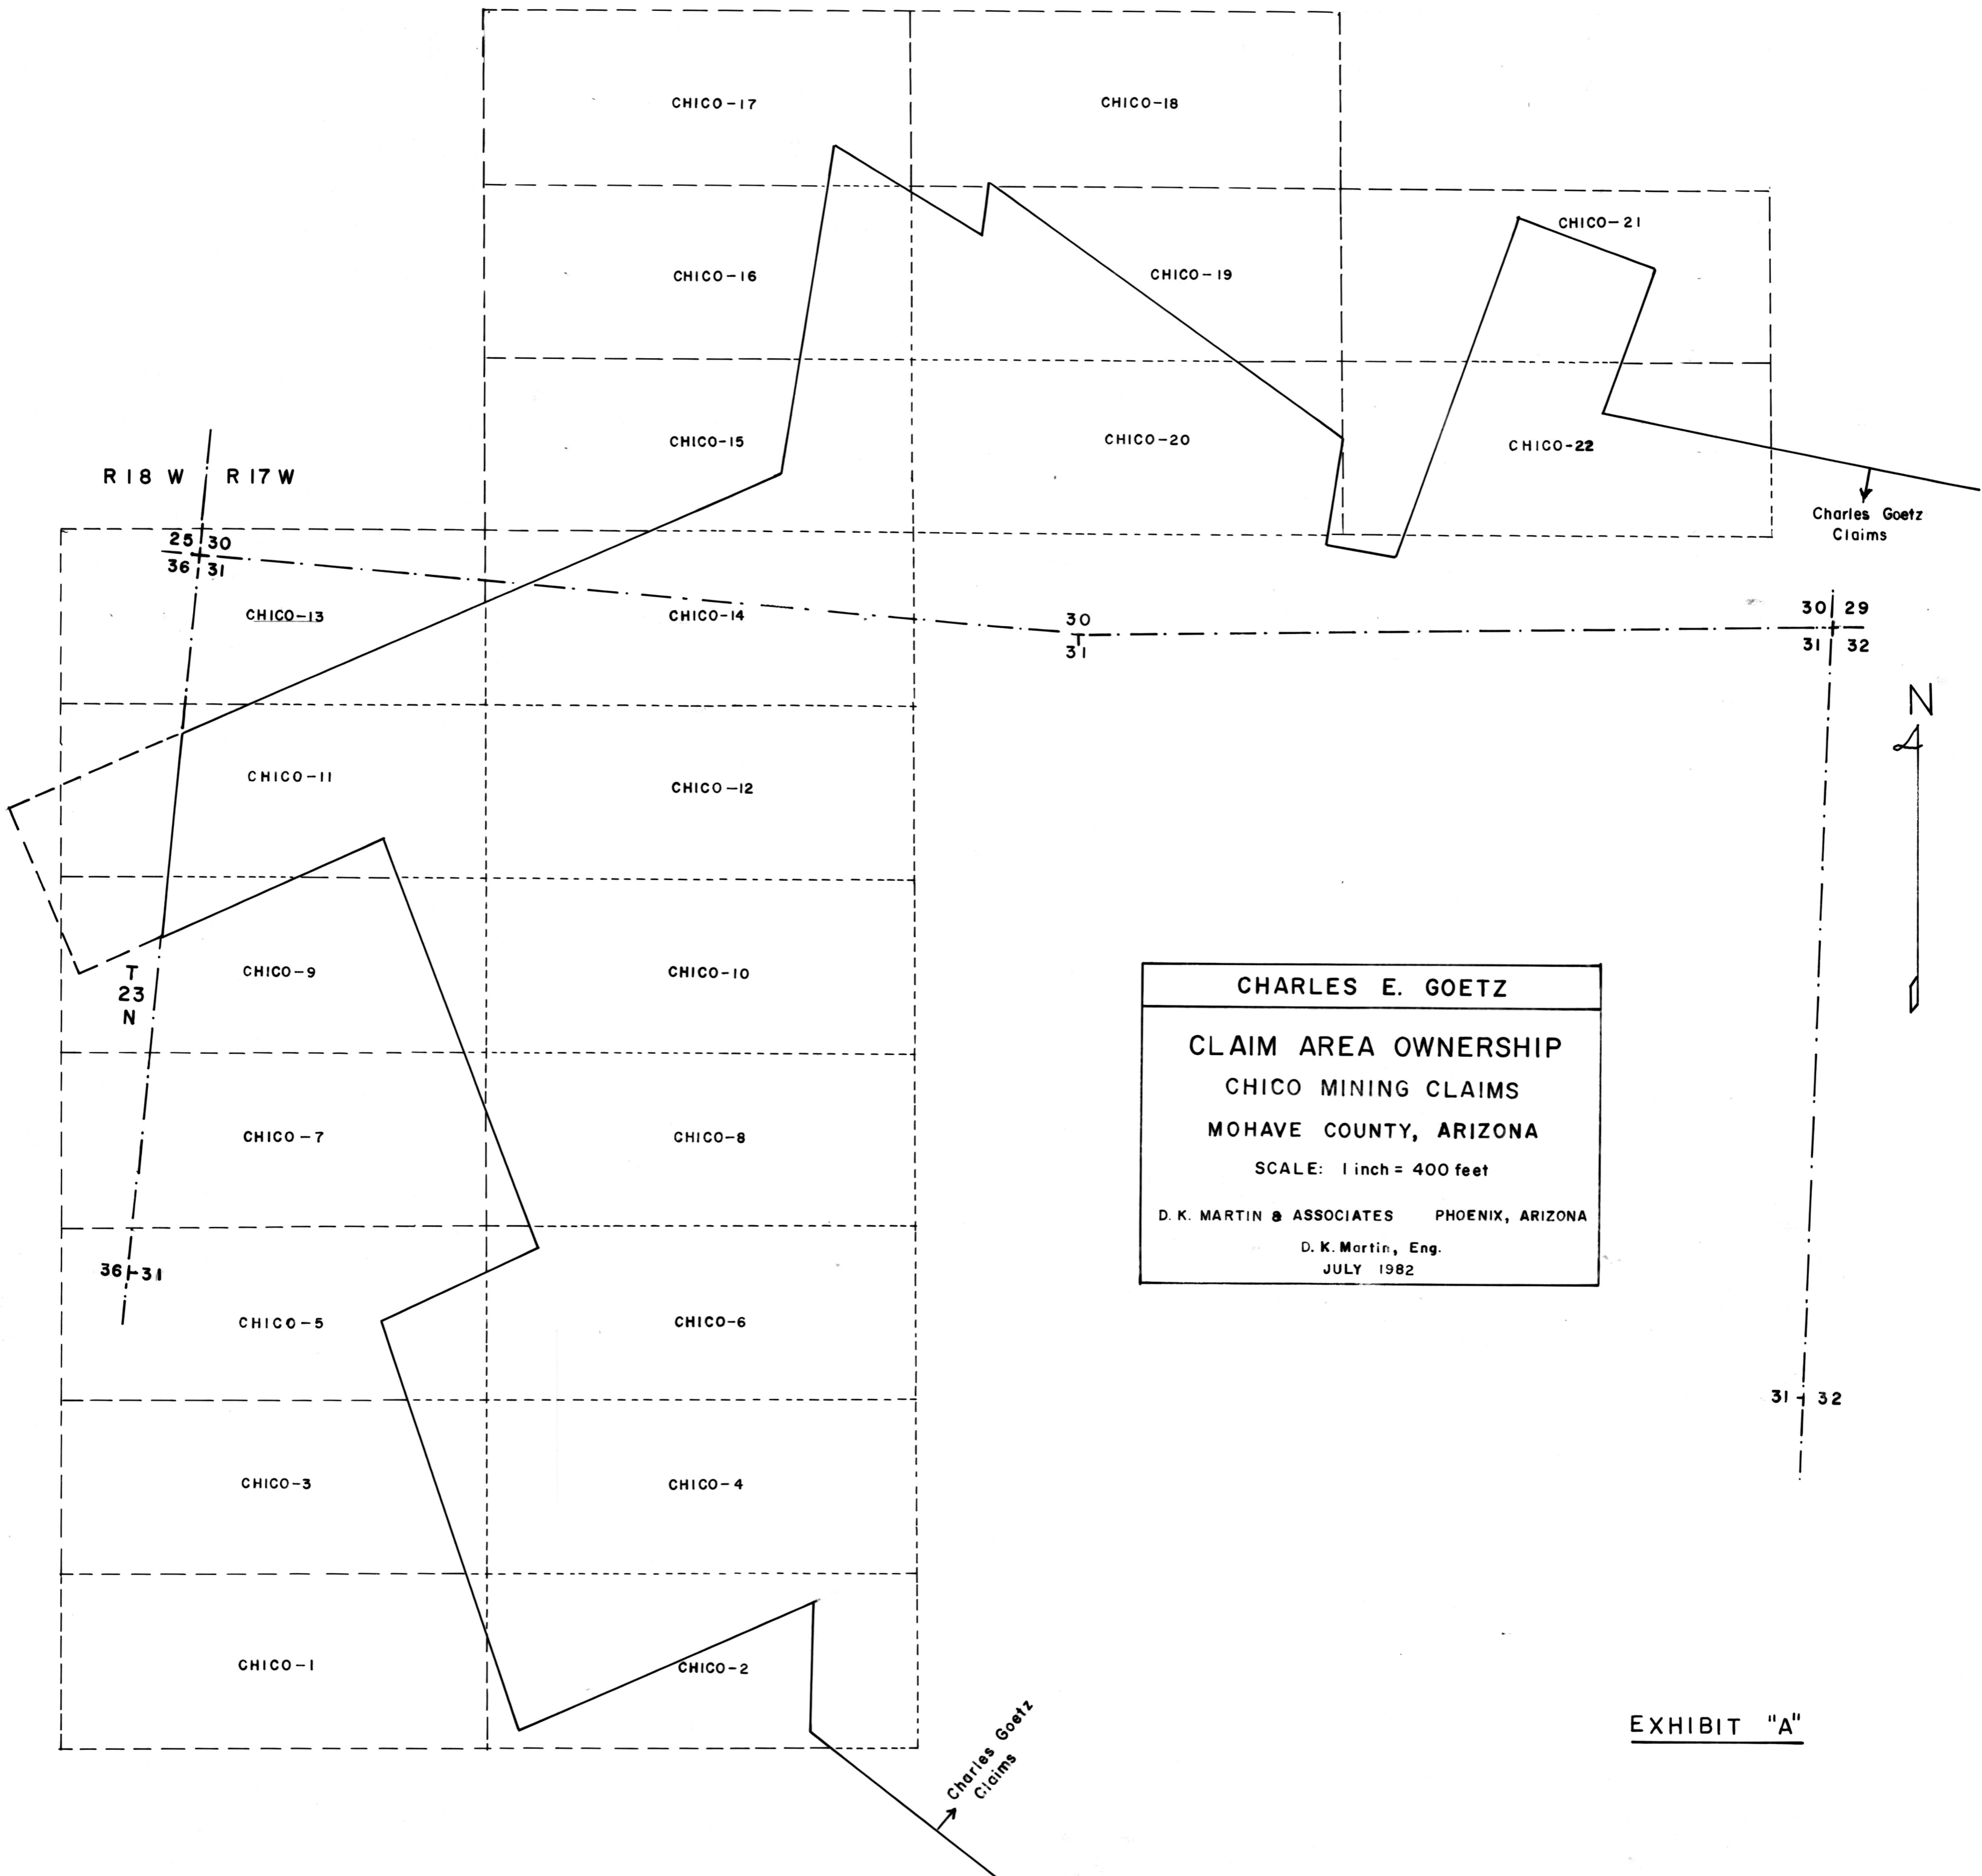 CHICO-17
CHICO-18
CHICO-21
CHICO-16
CHICO-19
CHICO-15
CHICO-20
CHICO-22
R 18 W
R 17 W
Charles Goetz
Claims
25 30
36 31
CHICO-13
CHICO-14
30
31
30 29
31 32
N
CHICO-11
CHICO-12
T
23
N
CHICO-9
CHICO-10
CHARLES E. GOETZ
CLAIM AREA OWNERSHIP
CHICO MINING CLAIMS
MOHAVE COUNTY, ARIZONA
SCALE: 1 inch = 400 feet
D. K. MARTIN & ASSOCIATES PHOENIX, ARIZONA
D. K. Martin, Eng.
JULY 1982
CHICO-7
CHICO-8
36 31
CHICO-5
CHICO-6
31 32
CHICO-3
CHICO-4
CHICO-1
CHICO-2
Charles Goetz
Claims
EXHIBIT "A"